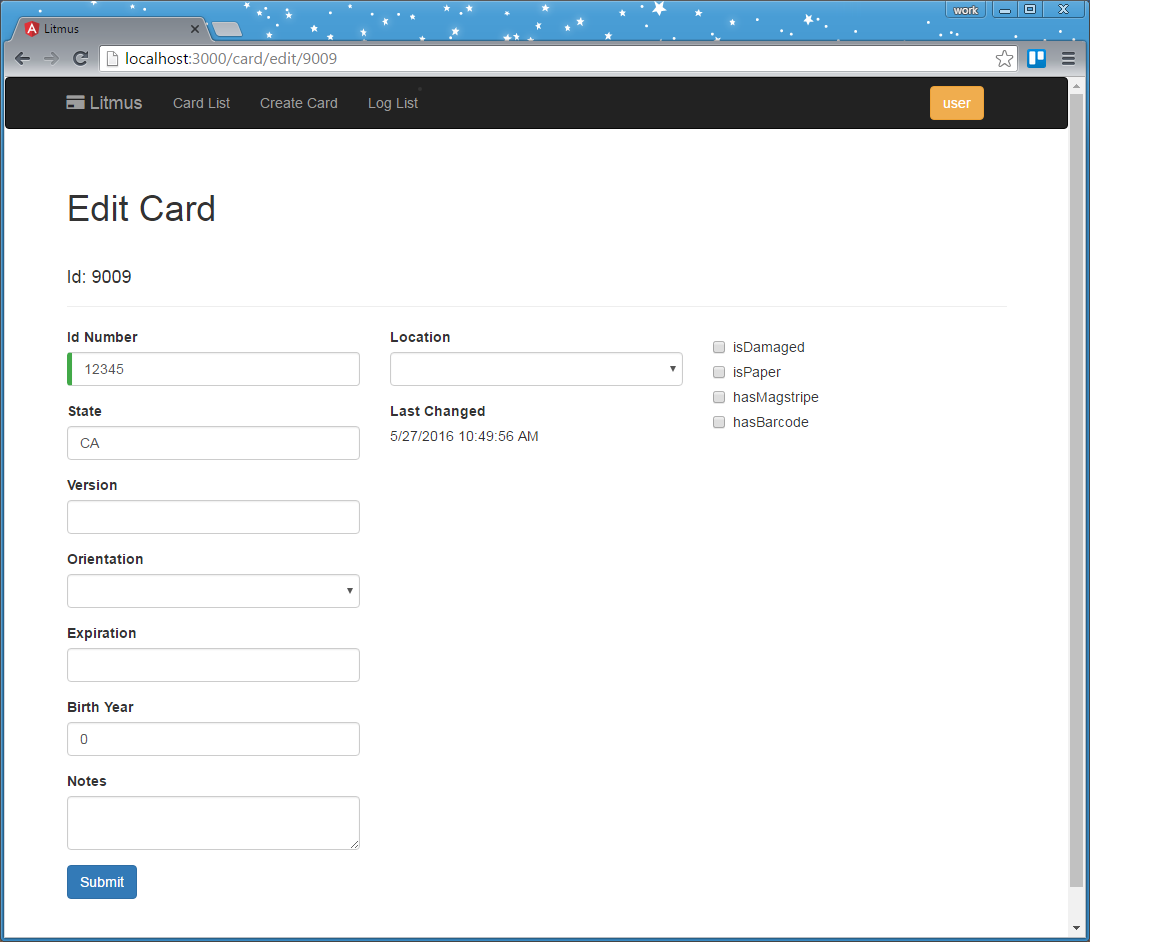 work
Litmus
localhost:3000/card/edit/9009
Litmus Card List Create Card Log List user
Edit Card
Id: 9009
Id Number
12345
State
CA
Version
Orientation
Expiration
Birth Year
0
Notes
Submit
Location
Last Changed
5/27/2016 10:49:56 AM
isDamaged
isPaper
hasMagstripe
hasBarcode